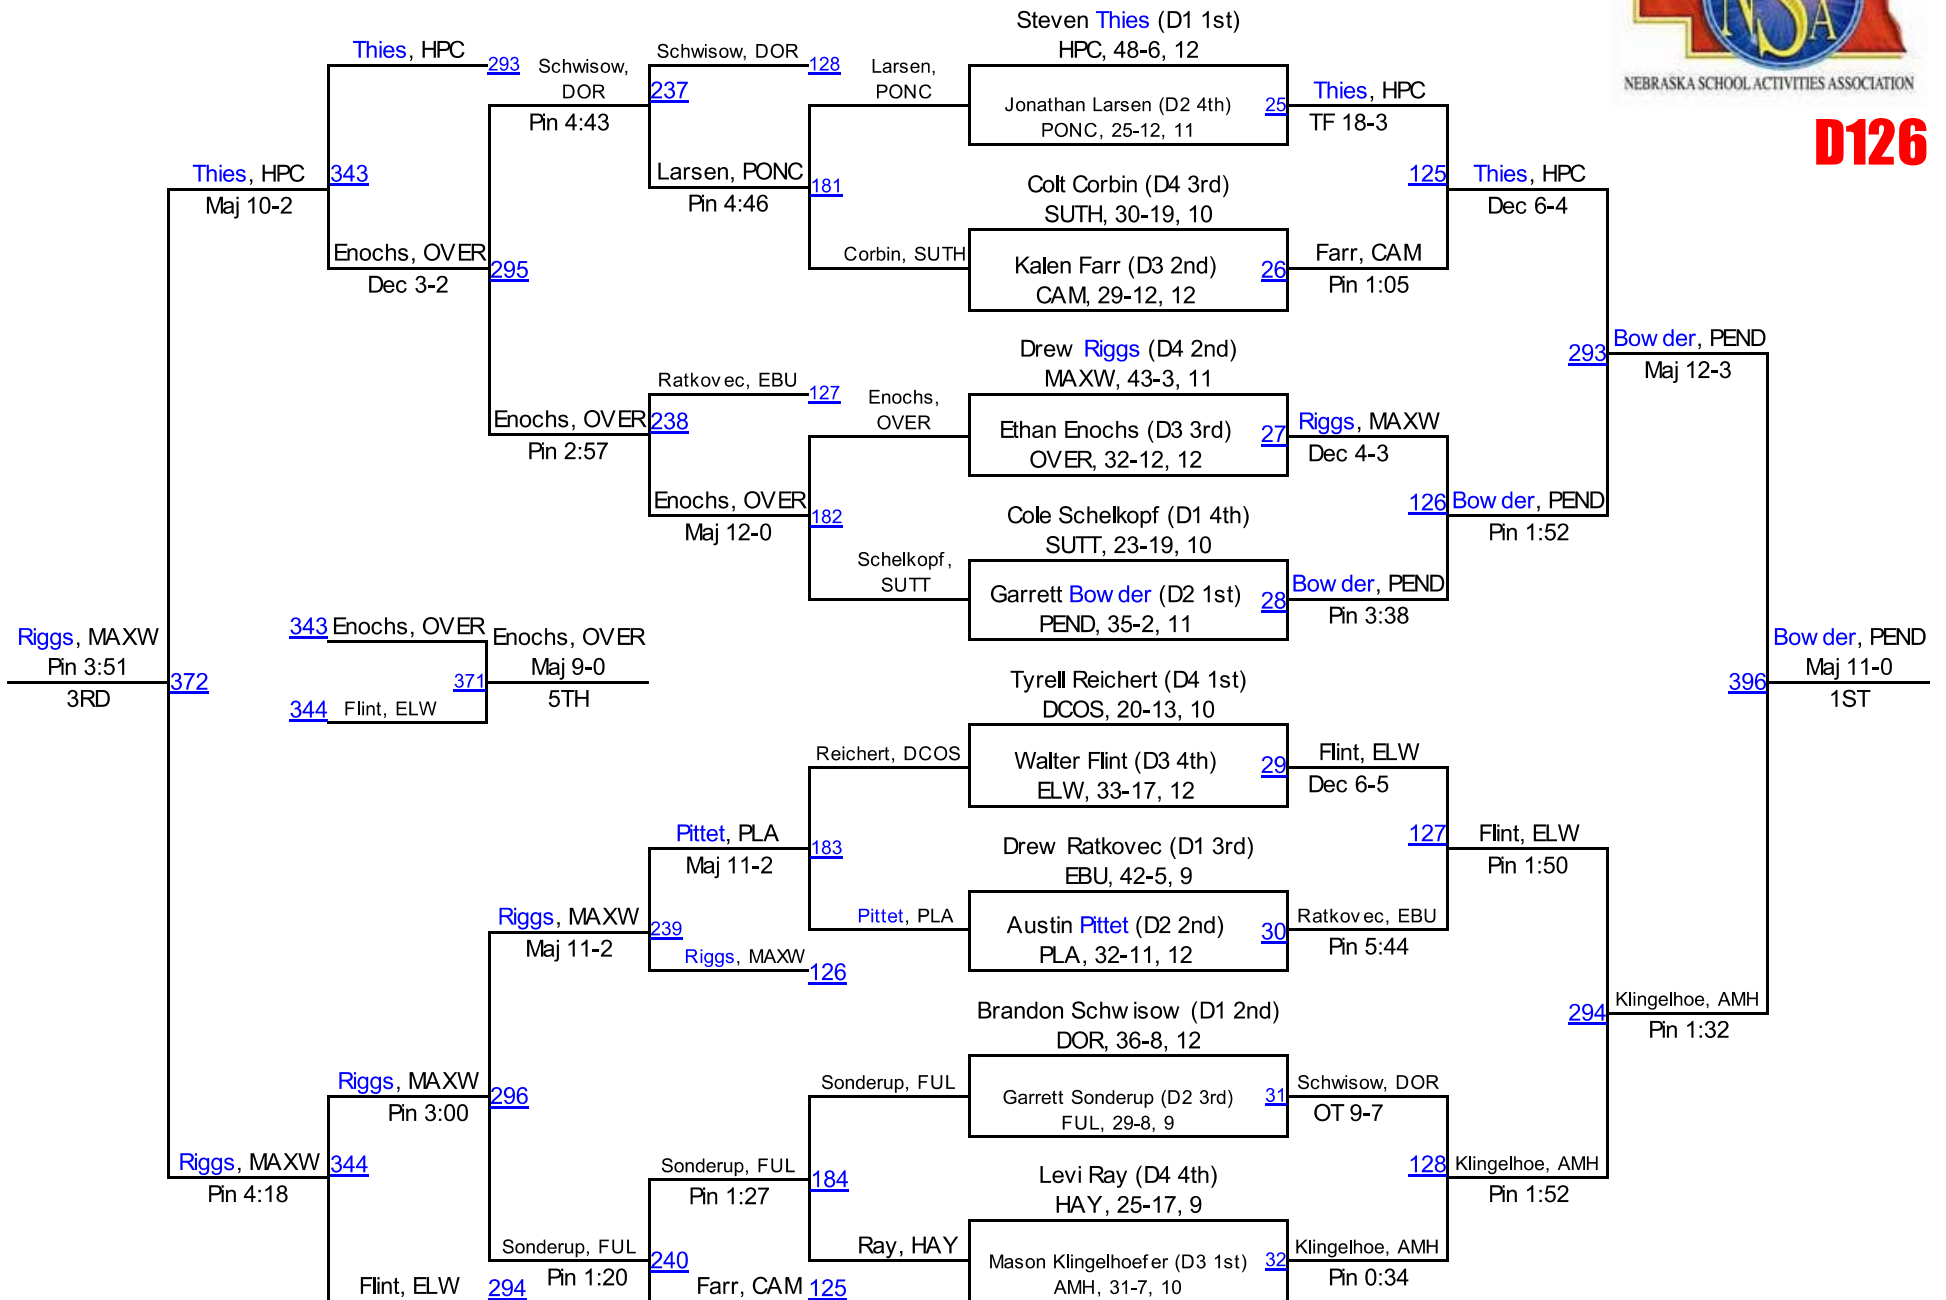 NSA
NEBRASKA SCHOOL ACTIVITIES ASSOCIATION
D126
Steven Thies (D1 1st)
HPC, 48-6, 12
Jonathan Larsen (D2 4th)
PONC, 25-12, 11
25
Colt Corbin (D4 3rd)
SUTH, 30-19, 10
Kalen Farr (D3 2nd)
CAM, 29-12, 12
26
Drew Riggs (D4 2nd)
MAXW, 43-3, 11
Ethan Enochs (D3 3rd)
OVER, 32-12, 12
27
Cole Schelkopf (D1 4th)
SUTT, 23-19, 10
Garrett Bowder (D2 1st)
PEND, 35-2, 11
28
Tyrell Reichert (D4 1st)
DCOS, 20-13, 10
Walter Flint (D3 4th)
ELW, 33-17, 12
29
Drew Ratkovec (D1 3rd)
EBU, 42-5, 9
Austin Pittet (D2 2nd)
PLA, 32-11, 12
30
Brandon Schwisow (D1 2nd)
DOR, 36-8, 12
Garrett Sonderup (D2 3rd)
FUL, 29-8, 9
31
Levi Ray (D4 4th)
HAY, 25-17, 9
Mason Klingelhoefer (D3 1st)
AMH, 31-7, 10
32
Thies, HPC
TF 18-3
Farr, CAM
Pin 1:05
Riggs, MAXW
Dec 4-3
Bowder, PEND
Pin 3:38
Flint, ELW
Dec 6-5
Ratkovec, EBU
Pin 5:44
Schwisow, DOR
OT 9-7
Klingelhoe, AMH
Pin 0:34
125
Thies, HPC
Dec 6-4
126
Bowder, PEND
Pin 1:52
127
Flint, ELW
Pin 1:50
128
Klingelhoe, AMH
Pin 1:52
293
Bowder, PEND
Maj 12-3
294
Klingelhoe, AMH
Pin 1:32
396
Bowder, PEND
Maj 11-0
1ST
Larsen,
PONC
Corbin, SUTH
Enochs,
OVER
Schelkopf,
SUTT
Reichert, DCOS
Pittet, PLA
Sonderup, FUL
Ray, HAY
Schwisow, DOR
128
Larsen, PONC
Pin 4:46
181
Ratkovec, EBU
127
Enochs, OVER
Maj 12-0
182
Pittet, PLA
Maj 11-2
183
Riggs, MAXW
126
Sonderup, FUL
Pin 1:27
184
Farr, CAM
125
Schwisow,
DOR
Pin 4:43
237
Enochs, OVER
Pin 2:57
238
Riggs, MAXW
Maj 11-2
239
Sonderup, FUL
Pin 1:20
240
Thies, HPC
293
Enochs, OVER
Dec 3-2
295
Riggs, MAXW
Pin 3:00
296
Flint, ELW
294
Thies, HPC
Maj 10-2
343
Riggs, MAXW
Pin 4:18
344
343 Enochs, OVER
344 Flint, ELW
371
Enochs, OVER
Maj 9-0
5TH
Riggs, MAXW
Pin 3:51
3RD
372